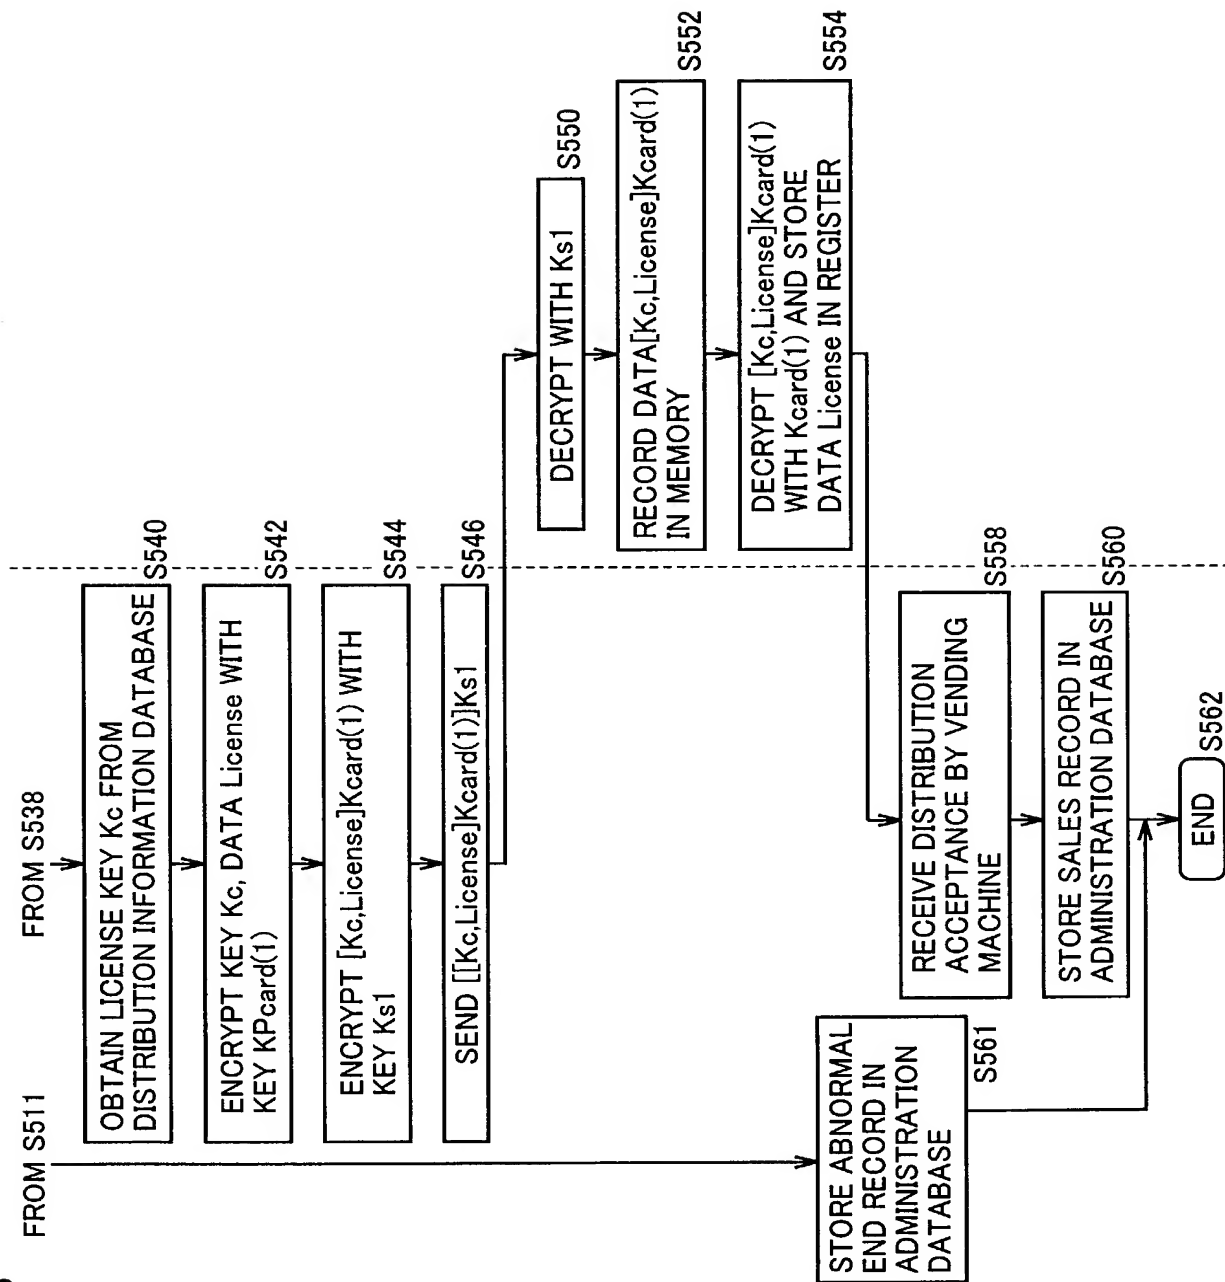 FROM S511
FROM S538
OBTAIN LICENSE KEY Kc FROM
DISTRIBUTION INFORMATION DATABASE
S540
ENCRYPT KEY Kc, DATA License WITH
KEY KPcard(1)
S542
ENCRYPT [Kc,License]Kcard(1) WITH
KEY Ks1
S544
SEND [[Kc,License]Kcard(1)]Ks1
S546
DECRYPT WITH Ks1
S550
RECORD DATA[Kc,License]Kcard(1)
IN MEMORY
S552
DECRYPT [Kc,License]Kcard(1)
WITH Kcard(1) AND STORE
DATA License IN REGISTER
S554
RECEIVE DISTRIBUTION
ACCEPTANCE BY VENDING
MACHINE
S558
STORE SALES RECORD IN
ADMINISTRATION DATABASE
S560
STORE ABNORMAL
END RECORD IN
ADMINISTRATION
DATABASE
S561
END
S562